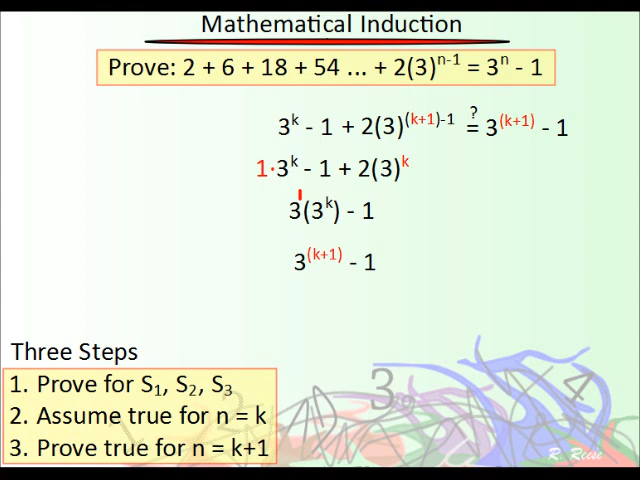 Mathematical Induction
Prove: 2 + 6 + 18 + 54 ... + 2(3)ⁿ⁻¹ = 3ⁿ - 1
3ᵏ - 1 + 2(3)⁽⁽ᵏ⁺¹⁾⁻¹ ≟ 3⁽ᵏ⁺¹⁾ - 1
1·3ᵏ - 1 + 2(3)ᵏ
3¹(3ᵏ) - 1
3⁽ᵏ⁺¹⁾ - 1
Three Steps
1. Prove for S₁, S₂, S₃
2. Assume true for n = k
3. Prove true for n = k+1
3 4
R. Reese